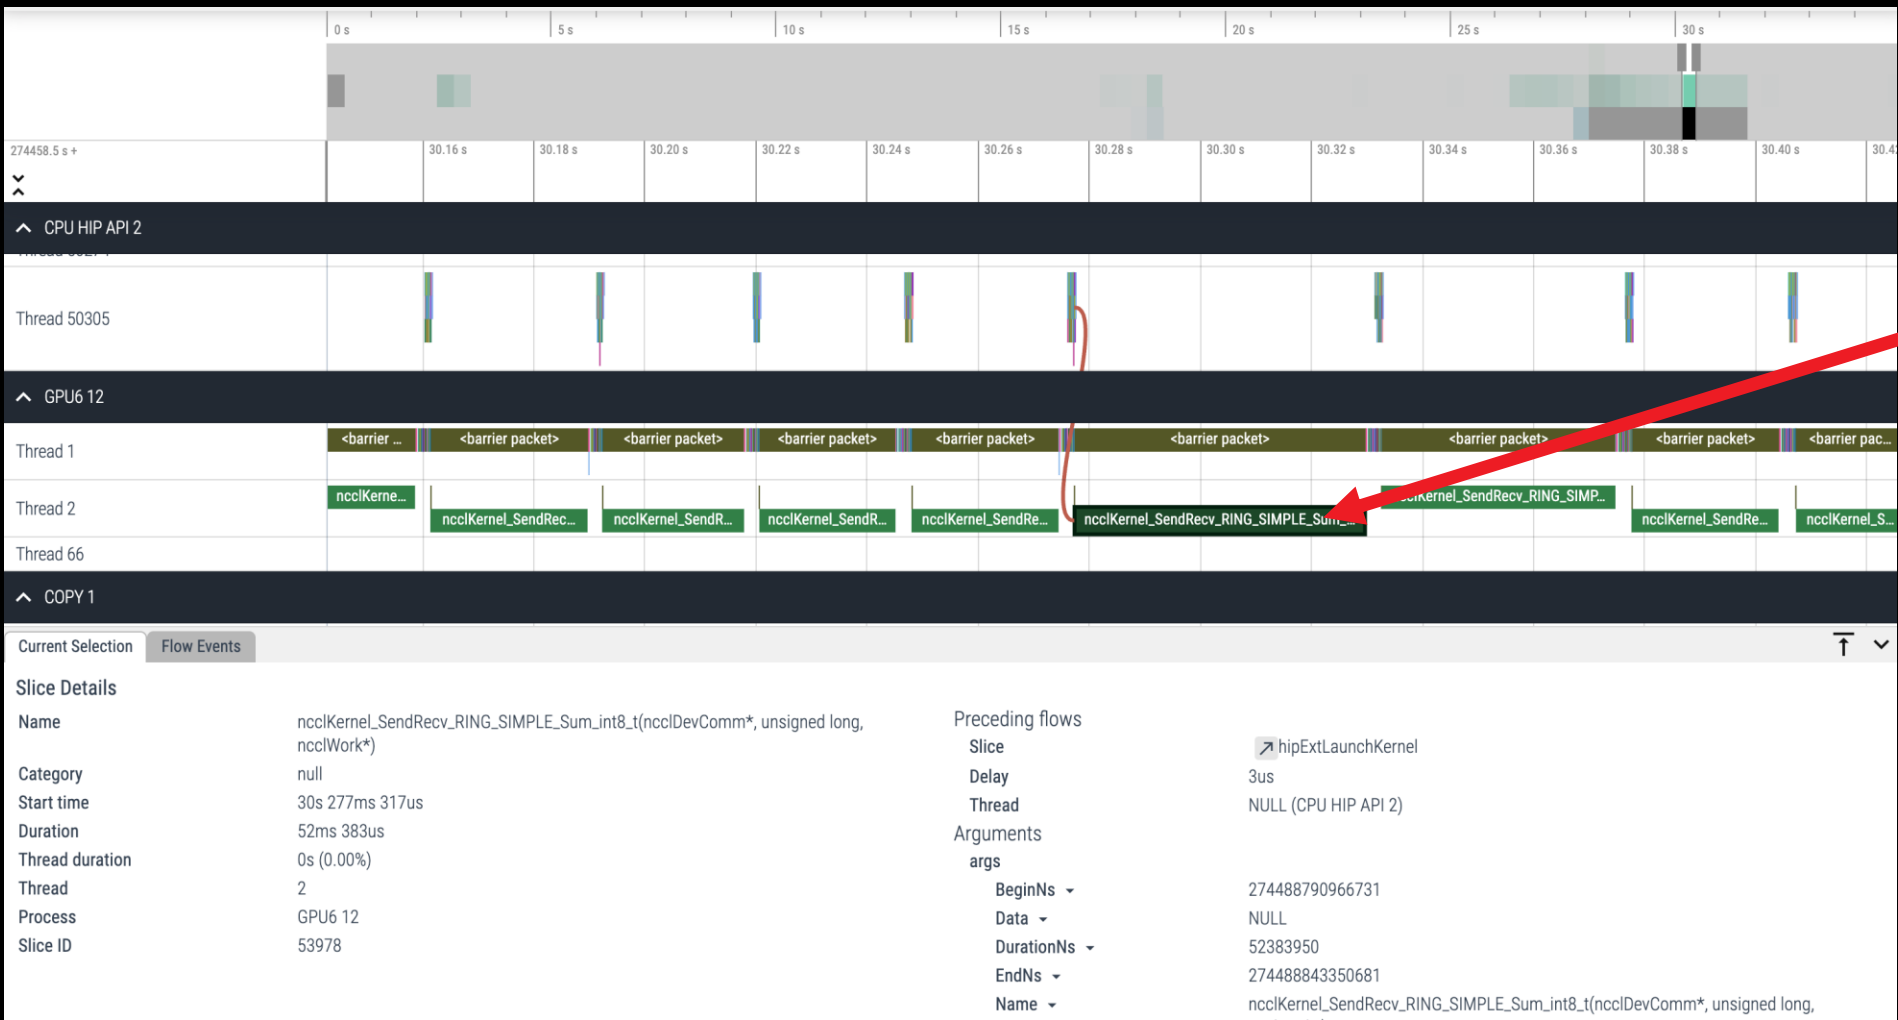 0 s 5 s 10 s 15 s 20 s 25 s 30 s
274458.5 s +
30.16 s 30.18 s 30.20 s 30.22 s 30.24 s 30.26 s 30.28 s 30.30 s 30.32 s 30.34 s 30.36 s 30.38 s 30.40 s 30.4
CPU HIP API 2
Thread 50305
GPU6 12
Thread 1
<barrier ... <barrier packet> <barrier packet> <barrier packet> <barrier packet> <barrier packet> <barrier packet> <barrier packet> <barrier pac...
Thread 2
ncclKerne... ncclKernel_SendRec... ncclKernel_SendR... ncclKernel_SendR... ncclKernel_SendRe... ncclKernel_SendRecv_RING_SIMPLE_Sum_... clKernel_SendRecv_RING_SIMP... ncclKernel_SendRe... ncclKernel_S...
Thread 66
COPY 1
Current Selection Flow Events
Slice Details
Name ncclKernel_SendRecv_RING_SIMPLE_Sum_int8_t(ncclDevComm*, unsigned long,
ncclWork*)
Category null
Start time 30s 277ms 317us
Duration 52ms 383us
Thread duration 0s (0.00%)
Thread 2
Process GPU6 12
Slice ID 53978
Preceding flows
Slice hipExtLaunchKernel
Delay 3us
Thread NULL (CPU HIP API 2)
Arguments
args
BeginNs 274488790966731
Data NULL
DurationNs 52383950
EndNs 274488843350681
Name ncclKernel_SendRecv_RING_SIMPLE_Sum_int8_t(ncclDevComm*, unsigned long,